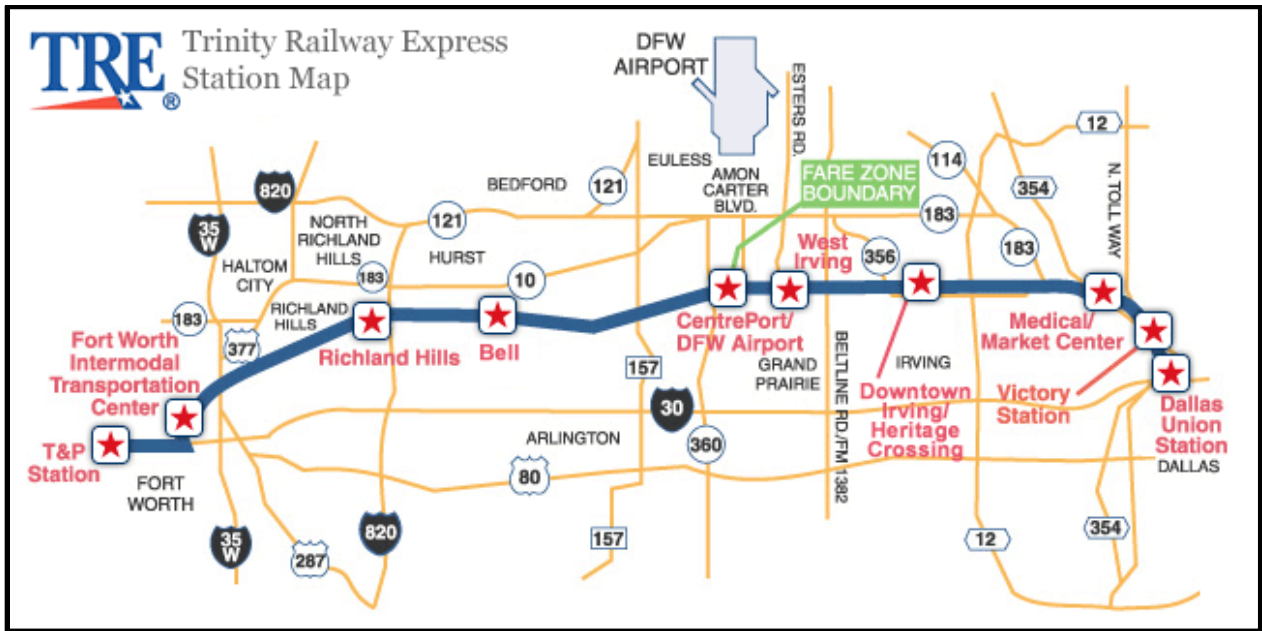 TRE®
Trinity Railway Express
Station Map
DFW
AIRPORT
ESTERS RD.
12
820
BEDFORD
121
EULESS
AMON
CARTER
BLVD.
FARE ZONE
BOUNDARY
114
354
N. TOLL WAY
35
W
NORTH
RICHLAND
HILLS
121
HURST
183
183
HALTOM
CITY
183
10
West
Irving
356
RICHLAND
HILLS
183
377
Fort Worth
Intermodal
Transportation
Center
Richland Hills
Bell
CentrePort/
DFW Airport
Medical/
Market Center
GRAND
PRAIRIE
BELTLINE RD./FM 1382
IRVING
157
30
Downtown
Irving/
Heritage
Crossing
Victory
Station
Dallas
Union
Station
DALLAS
T&P
Station
FORT
WORTH
ARLINGTON
360
80
35
W
287
820
157
12
354